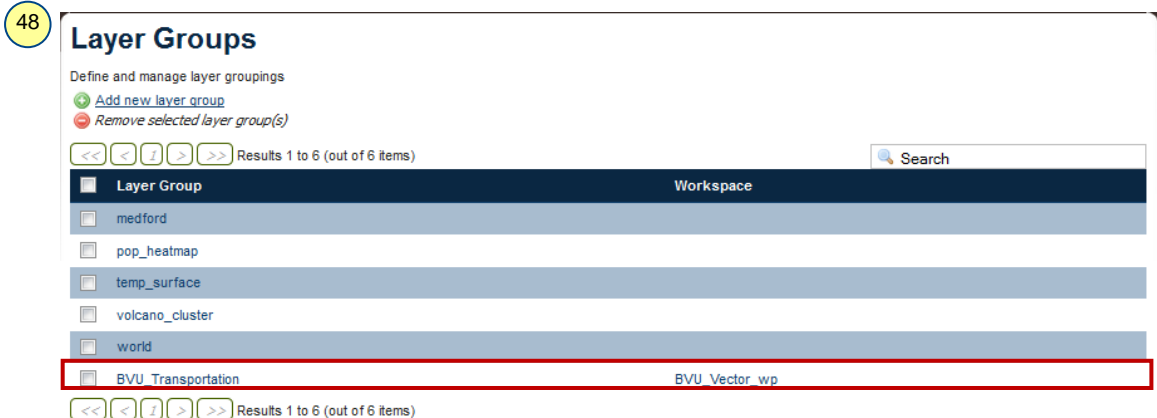 48
Layer Groups
Define and manage layer groupings
Add new layer group
Remove selected layer group(s)
<< < 1 > >> Results 1 to 6 (out of 6 items) Search
Layer Group Workspace
medford
pop_heatmap
temp_surface
volcano_cluster
world
BVU_Transportation BVU_Vector_wp
<< < 1 > >> Results 1 to 6 (out of 6 items)